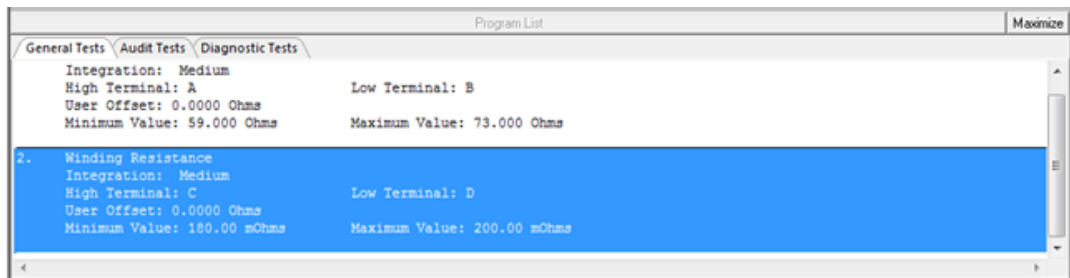 Program List
Maximize
General Tests Audit Tests Diagnostic Tests
Integration: Medium
High Terminal: A Low Terminal: B
User Offset: 0.0000 Ohms
Minimum Value: 59.000 Ohms Maximum Value: 73.000 Ohms
2. Winding Resistance
Integration: Medium
High Terminal: C Low Terminal: D
User Offset: 0.0000 Ohms
Minimum Value: 180.00 mOhms Maximum Value: 200.00 mOhms